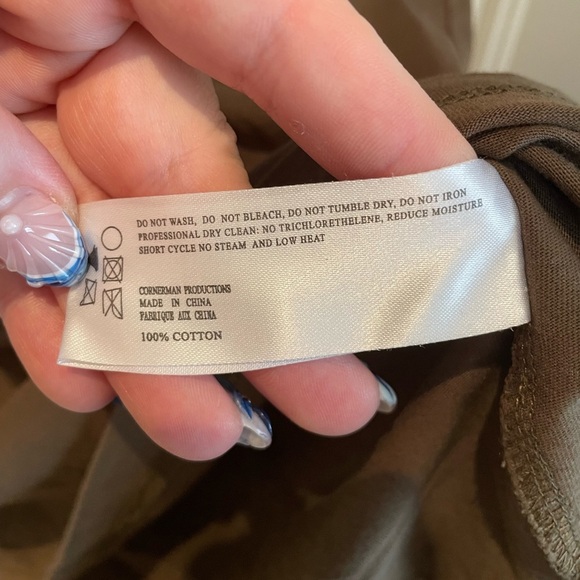 DO NOT WASH, DO NOT BLEACH, DO NOT TUMBLE DRY, DO NOT IRON
PROFESSIONAL DRY CLEAN: NO TRICHLORETHELENE, REDUCE MOISTURE
SHORT CYCLE NO STEAM AND LOW HEAT
CORNERMAN PRODUCTIONS
MADE IN CHINA
FABRIQUE AUX CHINA
100% COTTON